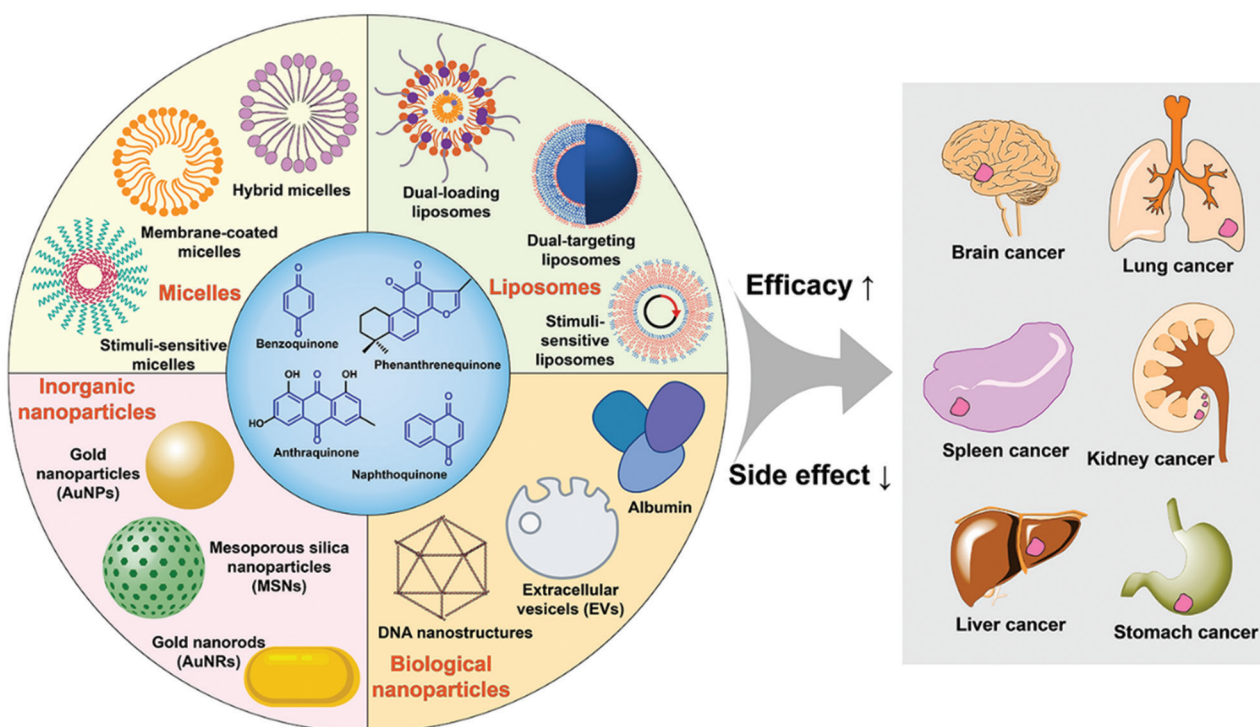 Hybrid micelles
Membrane-coated
micelles
Micelles
Stimuli-sensitive
micelles
Dual-loading
liposomes
Dual-targeting
liposomes
Liposomes
Stimuli-
sensitive
liposomes
Benzoquinone
O
O
Phenanthrenequinone
O
O
O
Anthraquinone
OH
O
OH
HO
O
Naphthoquinone
O
O
Inorganic
nanoparticles
Gold
nanoparticles
(AuNPs)
Mesoporous silica
nanoparticles
(MSNs)
Gold nanorods
(AuNRs)
Albumin
Extracellular
vesicels (EVs)
DNA nanostructures
Biological
nanoparticles
Efficacy ↑
Side effect ↓
Brain cancer
Lung cancer
Spleen cancer
Kidney cancer
Liver cancer
Stomach cancer